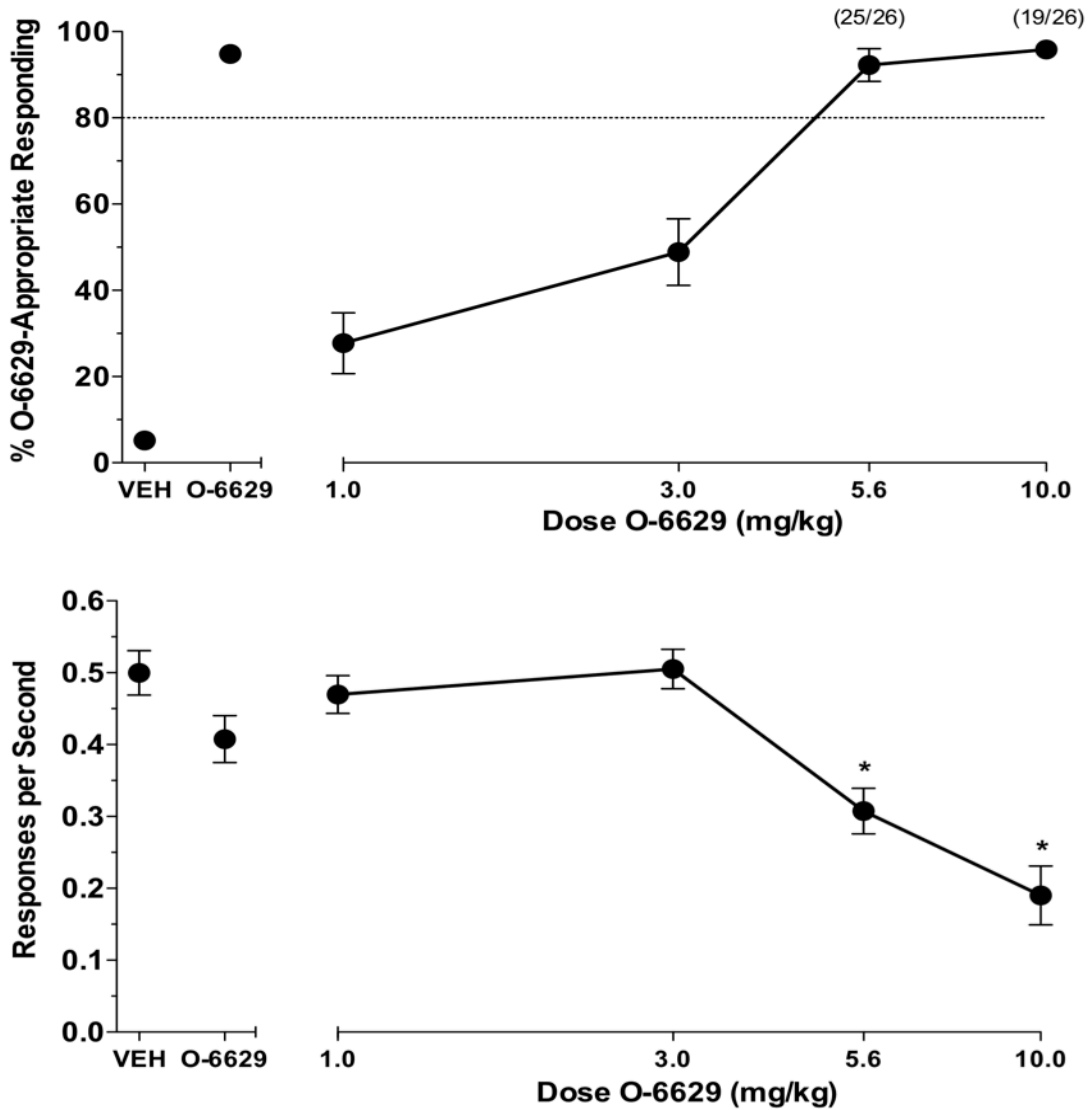 (25/26) (19/26)
% O-6629-Appropriate Responding
100
80
60
40
20
0
VEH O-6629 1.0 3.0 5.6 10.0
Dose O-6629 (mg/kg)
Responses per Second
0.6
0.5
0.4
0.3
0.2
0.1
0.0
* *
VEH O-6629 1.0 3.0 5.6 10.0
Dose O-6629 (mg/kg)